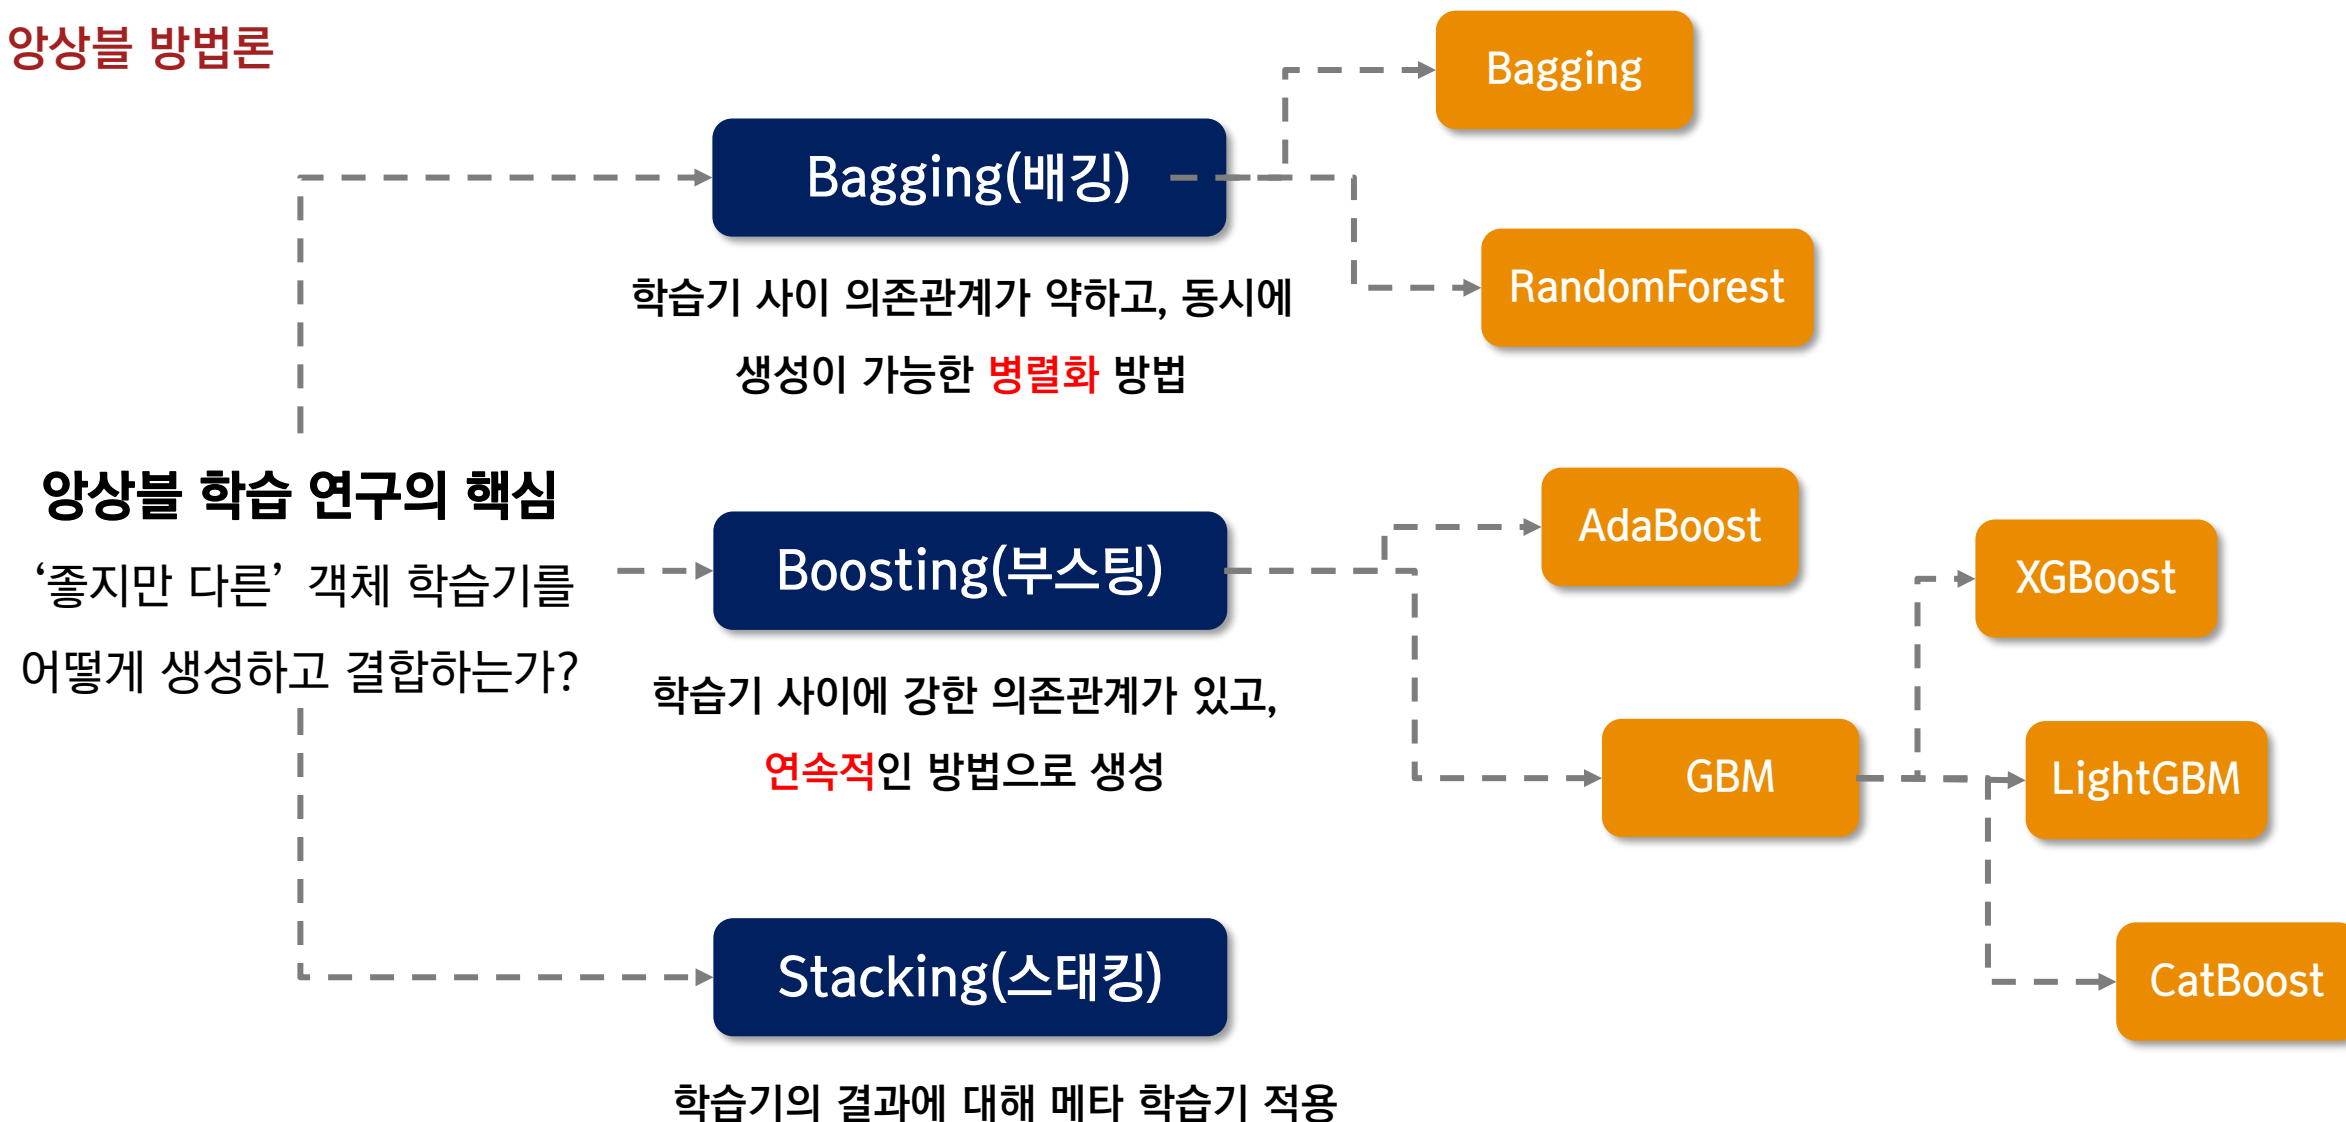 앙상블 방법론
Bagging
Bagging(배깅)
RandomForest
학습기 사이 의존관계가 약하고, 동시에
생성이 가능한 병렬화 방법
앙상블 학습 연구의 핵심
‘좋지만 다른’ 객체 학습기를
어떻게 생성하고 결합하는가?
Boosting(부스팅)
AdaBoost
XGBoost
학습기 사이에 강한 의존관계가 있고,
연속적인 방법으로 생성
GBM
LightGBM
CatBoost
Stacking(스태킹)
학습기의 결과에 대해 메타 학습기 적용